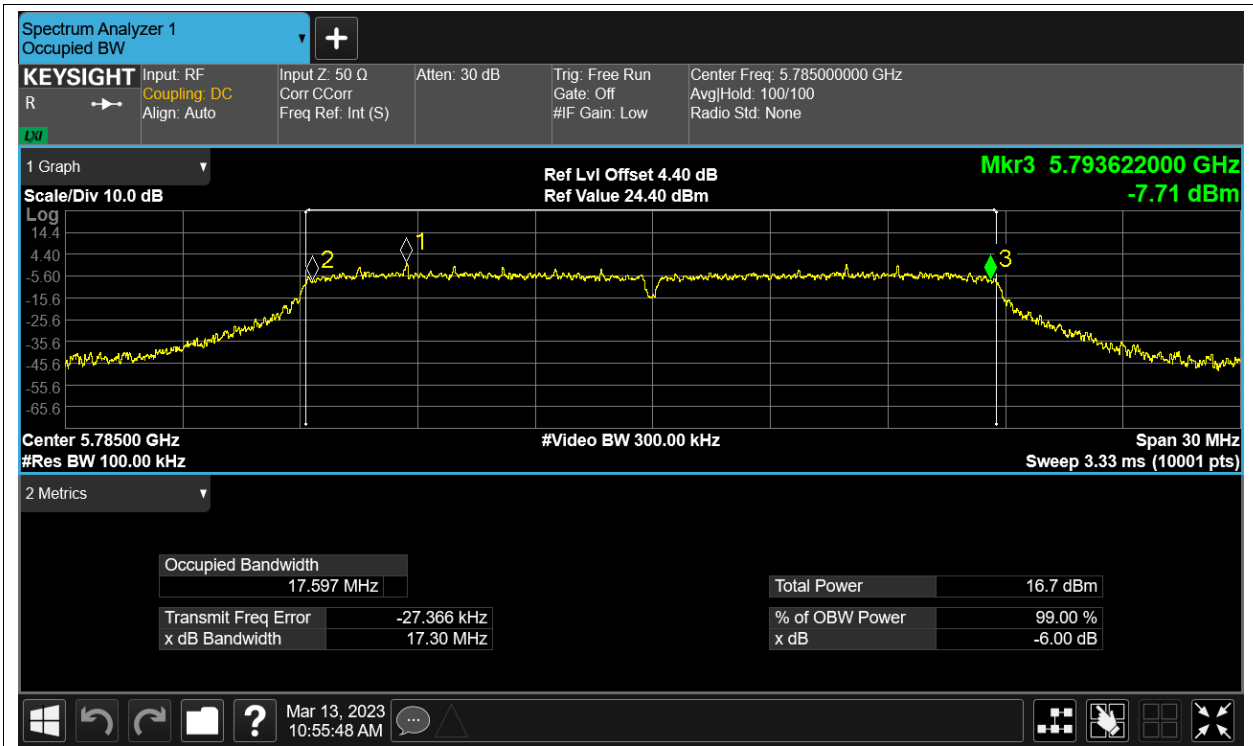 Spectrum Analyzer 1
Occupied BW
KEYSIGHT
R
LXI
Input: RF
Coupling: DC
Align: Auto
Input Z: 50 Ω
Corr CCorr
Freq Ref: Int (S)
Atten: 30 dB
Trig: Free Run
Gate: Off
#IF Gain: Low
Center Freq: 5.785000000 GHz
Avg|Hold: 100/100
Radio Std: None
1 Graph
Scale/Div 10.0 dB
Ref Lvl Offset 4.40 dB
Ref Value 24.40 dBm
Mkr3 5.793622000 GHz
-7.71 dBm
Log
14.4
4.40
-5.60
-15.6
-25.6
-35.6
-45.6
-55.6
-65.6
2
1
3
Center 5.78500 GHz
#Res BW 100.00 kHz
#Video BW 300.00 kHz
Span 30 MHz
Sweep 3.33 ms (10001 pts)
2 Metrics
Occupied Bandwidth
17.597 MHz
Transmit Freq Error -27.366 kHz
x dB Bandwidth 17.30 MHz
Total Power 16.7 dBm
% of OBW Power 99.00 %
x dB -6.00 dB
?
Mar 13, 2023
10:55:48 AM